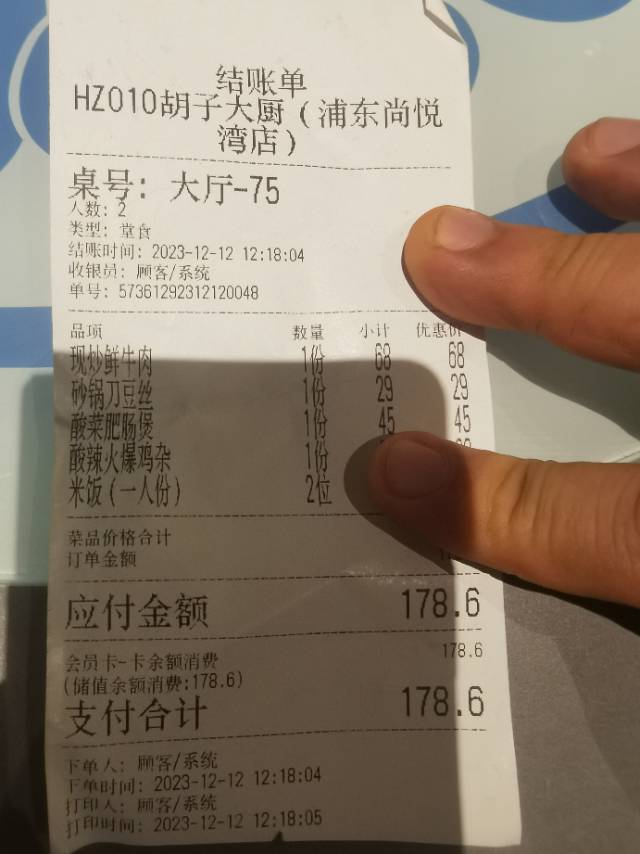 结账单
HZ010胡子大厨（浦东尚悦
湾店）
桌号：大厅-75
人数：2
类型：堂食
结账时间：2023-12-12 12:18:04
收银员：顾客/系统
单号：57361292312120048
品项 数量 小计 优惠价
现炒鲜牛肉 1份 68 68
砂锅刀豆丝 1份 29 29
酸菜肥肠煲 1份 45 45
酸辣火爆鸡杂 1份
米饭（一人份） 2位
菜品价格合计
订单金额
应付金额 178.6
会员卡-卡余额消费 178.6
(储值余额消费:178.6)
支付合计 178.6
下单人：顾客/系统
下单时间：2023-12-12 12:18:04
打印人：顾客/系统
打印时间：2023-12-12 12:18:05